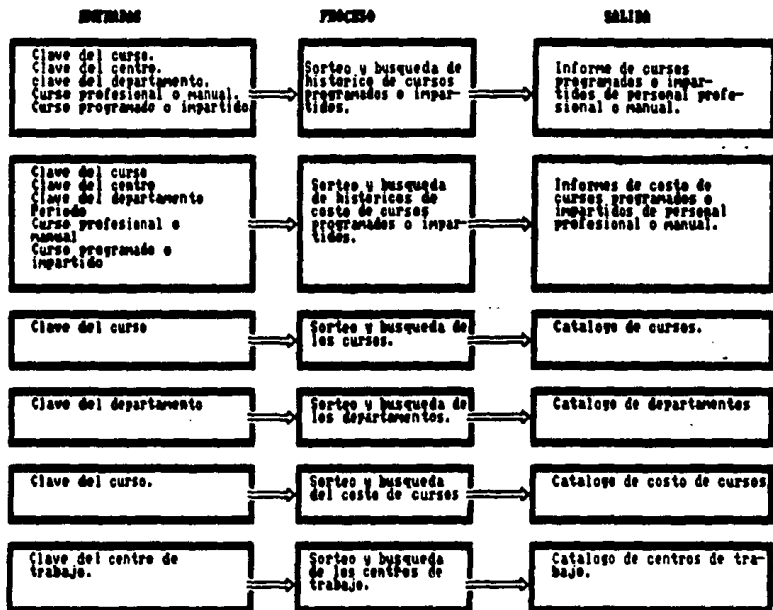 ENTRADAS PROCESO SALIDA
Clave del curso.
Clave del centro.
clave del departamento.
Curso profesional o manual.
Curso programado o impartido
Sorteo y busqueda de
historico de cursos
programados o impar-
tidos.
Informe de cursos
programados o impar-
tidos de personal profe-
sional o manual.
Clave del curso
Clave del centro
Clave del departamento
Periodo
Curso profesional o
manual
Curso programado o
impartido
Sorteo y busqueda
de historicos de
costo de cursos
programados o impar-
tidos.
Informes de costo de
cursos programados o
impartidos de personal
profesional o manual.
Clave del curso
Sorteo y busqueda de
los cursos.
Catalogo de cursos.
Clave del departamento
Sorteo y busqueda de
los departamentos.
Catalogo de departamentos
Clave del curso.
Sorteo y busqueda
del costo de cursos
Catalogo de costo de cursos
Clave del centro de
trabajo.
Sorteo y busqueda
de los centros de
trabajo.
Catalogo de centros de tra-
bajo.